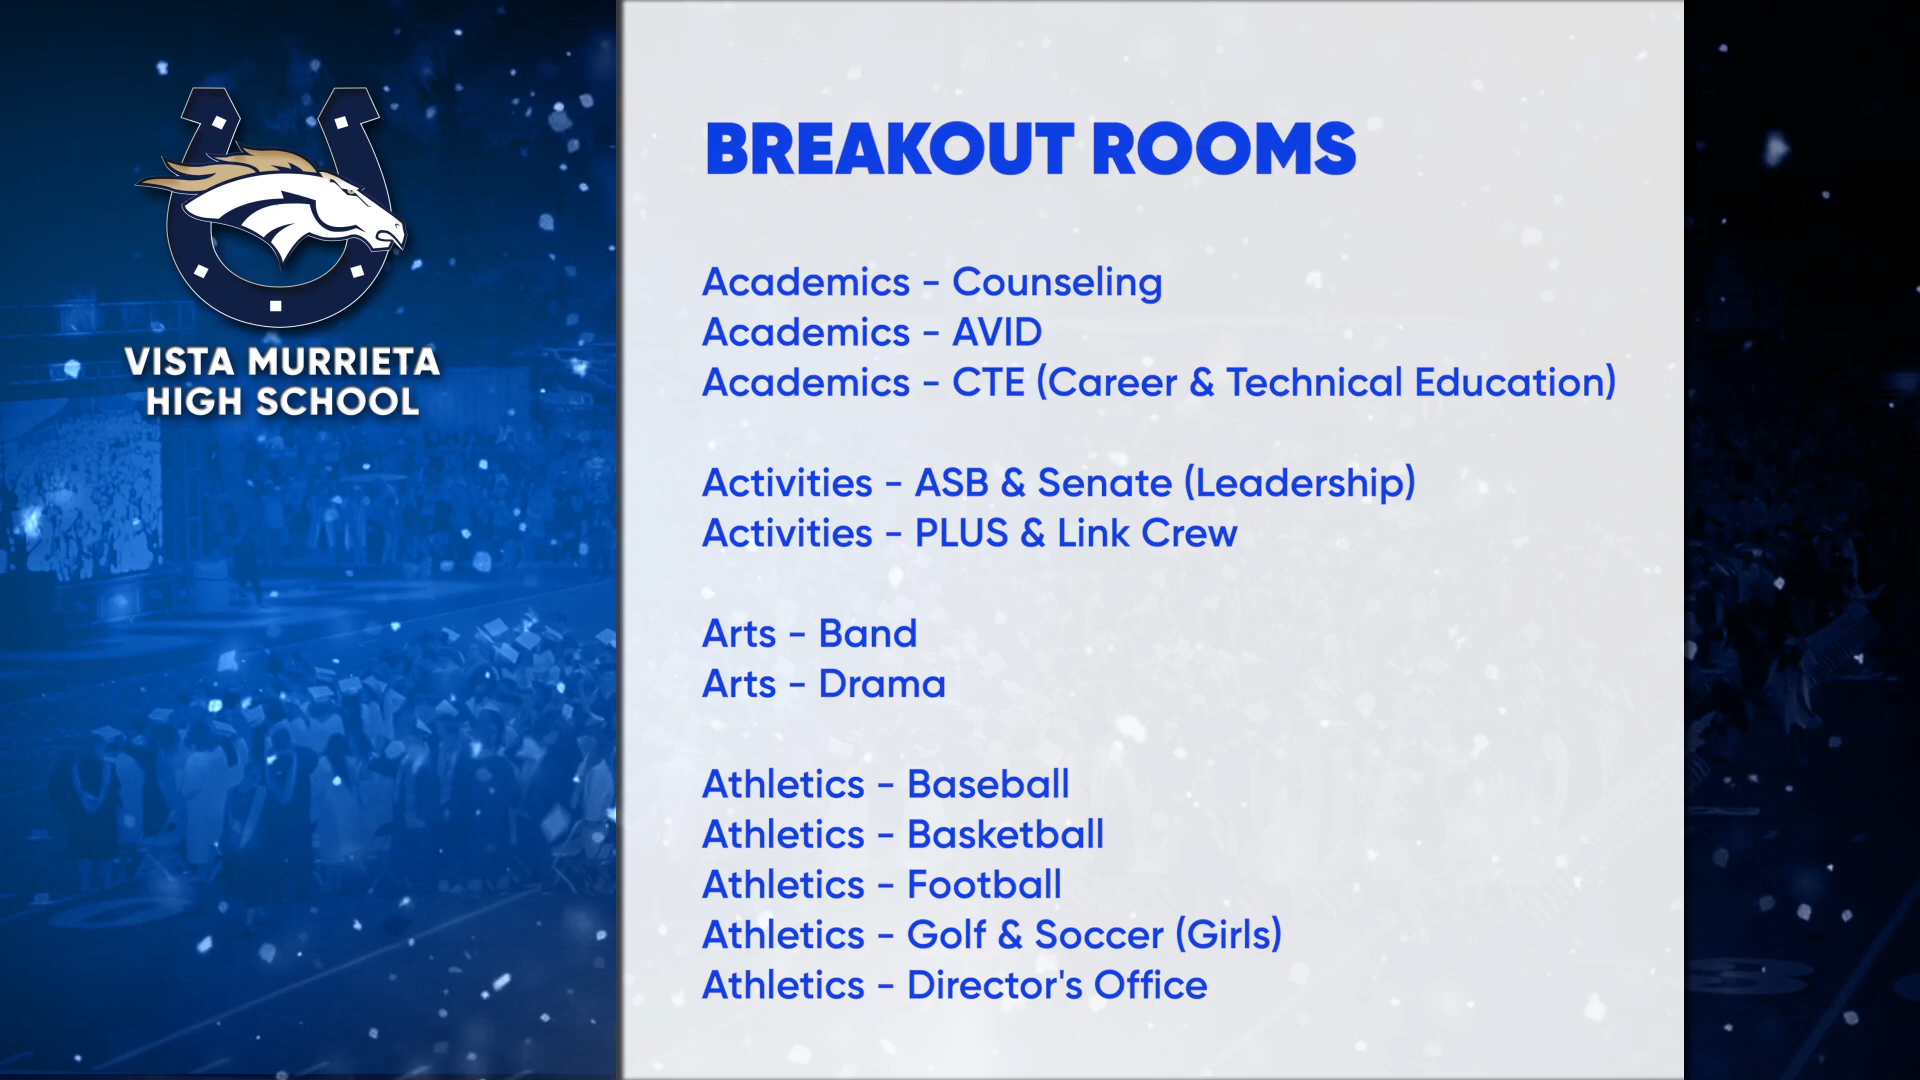 VISTA MURRIETA
HIGH SCHOOL
BREAKOUT ROOMS
Academics - Counseling
Academics - AVID
Academics - CTE (Career & Technical Education)
Activities - ASB & Senate (Leadership)
Activities - PLUS & Link Crew
Arts - Band
Arts - Drama
Athletics - Baseball
Athletics - Basketball
Athletics - Football
Athletics - Golf & Soccer (Girls)
Athletics - Director's Office